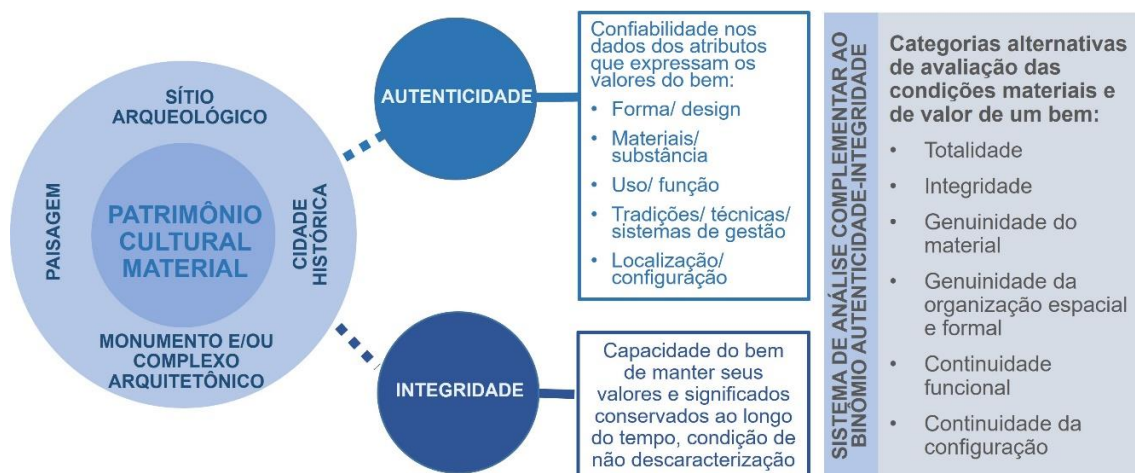 SÍTIO
ARQUEOLÓGICO
PAISAGEM
PATRIMÔNIO
CULTURAL
MATERIAL
CIDADE
HISTÓRICA
MONUMENTO E/OU
COMPLEXO
ARQUITETÔNICO
AUTENTICIDADE
Confiabilidade nos
dados dos atributos
que expressam os
valores do bem:
• Forma/ design
• Materiais/
substância
• Uso/ função
• Tradições/ técnicas/
sistemas de gestão
• Localização/
configuração
INTEGRIDADE
Capacidade do bem
de manter seus
valores e significados
conservados ao longo
do tempo, condição de
não descaracterização
SISTEMA DE ANÁLISE COMPLEMENTAR AO
BINÔMIO AUTENTICIDADE-INTEGRIDADE
Categorias alternativas
de avaliação das
condições materiais e
de valor de um bem:
• Totalidade
• Integridade
• Genuinidade do
material
• Genuinidade da
organização espacial
e formal
• Continuidade
funcional
• Continuidade da
configuração